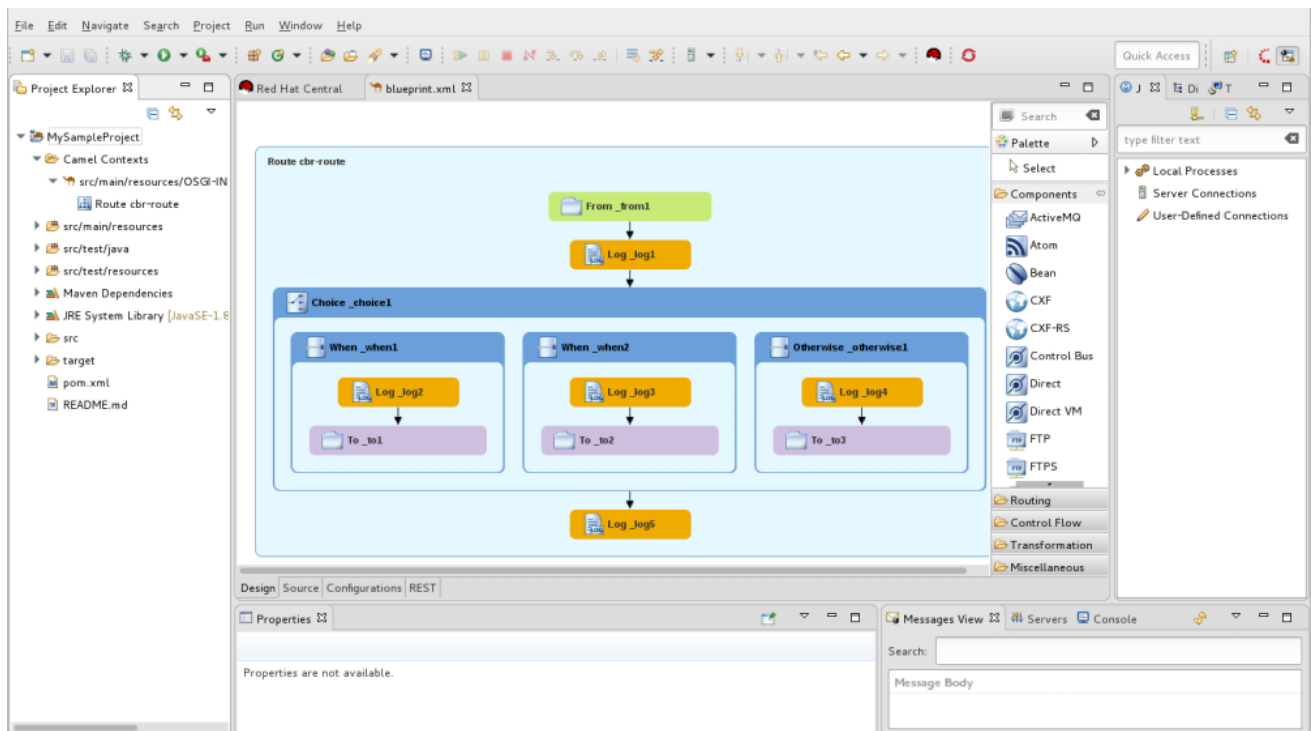 File Edit Navigate Search Project Run Window Help
Quick Access
Project Explorer
MySampleProject
Camel Contexts
src/main/resources/OSGI-IN
Route cbr-route
src/main/resources
src/test/java
src/test/resources
Maven Dependencies
JRE System Library [JavaSE-1.8
src
target
pom.xml
README.md
Red Hat Central
blueprint.xml
Route cbr-route
From _from1
Log _log1
Choice _choice1
When _when1
When _when2
Otherwise _otherwise1
Log _log2
Log _log3
Log _log4
To _to1
To _to2
To _to3
Log _log5
Design Source Configurations REST
Search
Palette
Select
Components
ActiveMQ
Atom
Bean
CXF
CXF-RS
Control Bus
Direct
Direct VM
FTP
FTPS
Routing
Control Flow
Transformation
Miscellaneous
J Di T
type filter text
Local Processes
Server Connections
User-Defined Connections
Properties
Properties are not available.
Messages View Servers Console
Search:
Message Body